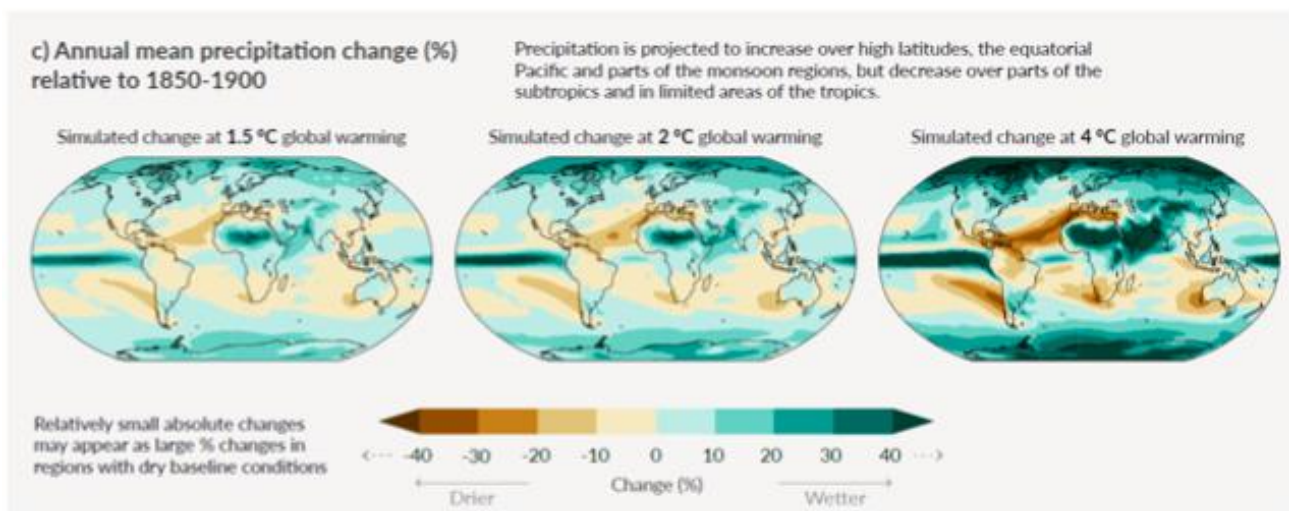 c) Annual mean precipitation change (%)
relative to 1850-1900
Precipitation is projected to increase over high latitudes, the equatorial
Pacific and parts of the monsoon regions, but decrease over parts of the
subtropics and in limited areas of the tropics.
Simulated change at 1.5 °C global warming
Simulated change at 2 °C global warming
Simulated change at 4 °C global warming
Relatively small absolute changes
may appear as large % changes in
regions with dry baseline conditions
-40 -30 -20 -10 0 10 20 30 40
Change (%)
Drier
Wetter